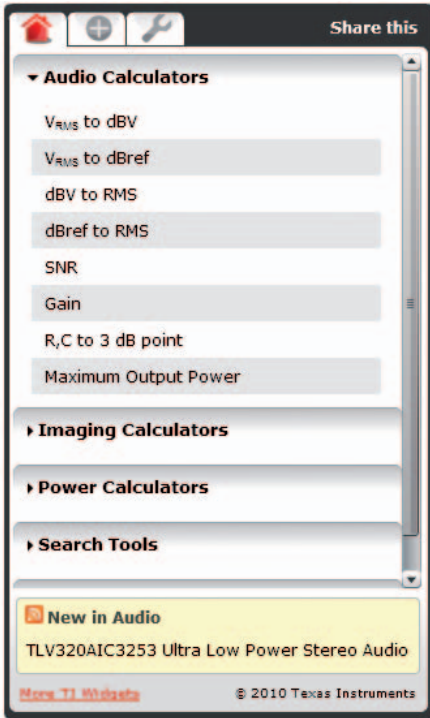 Share this
Audio Calculators
VRMS to dBV
VRMS to dBref
dBV to RMS
dBref to RMS
SNR
Gain
R,C to 3 dB point
Maximum Output Power
Imaging Calculators
Power Calculators
Search Tools
New in Audio
TLV320AIC3253 Ultra Low Power Stereo Audio
More TI Widgets
© 2010 Texas Instruments